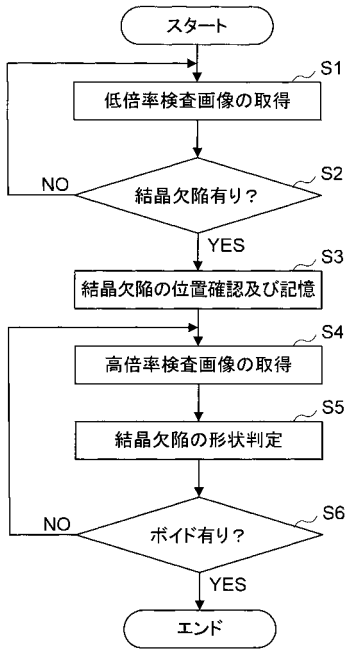 スタート
S1
低倍率検査画像の取得
S2
NO
結晶欠陥有り?
YES
S3
結晶欠陥の位置確認及び記憶
S4
高倍率検査画像の取得
S5
結晶欠陥の形状判定
S6
NO
ボイド有り?
YES
エンド